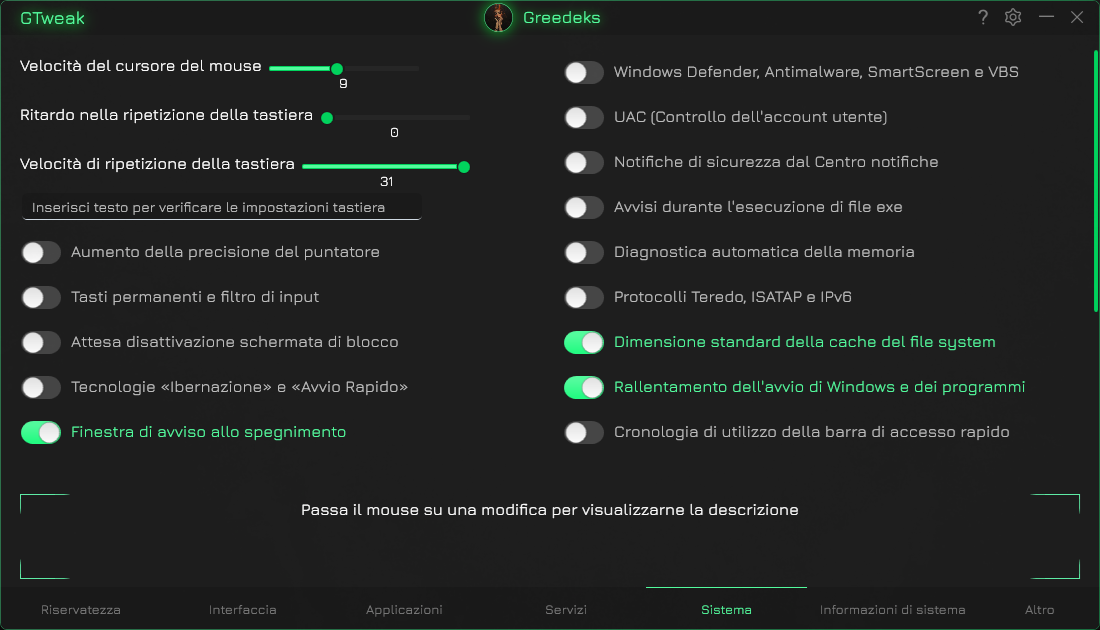 GTweak
Greedeks
?
Velocità del cursore del mouse
9
Ritardo nella ripetizione della tastiera
0
Velocità di ripetizione della tastiera
31
Inserisci testo per verificare le impostazioni tastiera
Aumento della precisione del puntatore
Tasti permanenti e filtro di input
Attesa disattivazione schermata di blocco
Tecnologie «Ibernazione» e «Avvio Rapido»
Finestra di avviso allo spegnimento
Windows Defender, Antimalware, SmartScreen e VBS
UAC (Controllo dell'account utente)
Notifiche di sicurezza dal Centro notifiche
Avvisi durante l'esecuzione di file exe
Diagnostica automatica della memoria
Protocolli Teredo, ISATAP e IPv6
Dimensione standard della cache del file system
Rallentamento dell'avvio di Windows e dei programmi
Cronologia di utilizzo della barra di accesso rapido
Passa il mouse su una modifica per visualizzarne la descrizione
Riservatezza
Interfaccia
Applicazioni
Servizi
Sistema
Informazioni di sistema
Altro